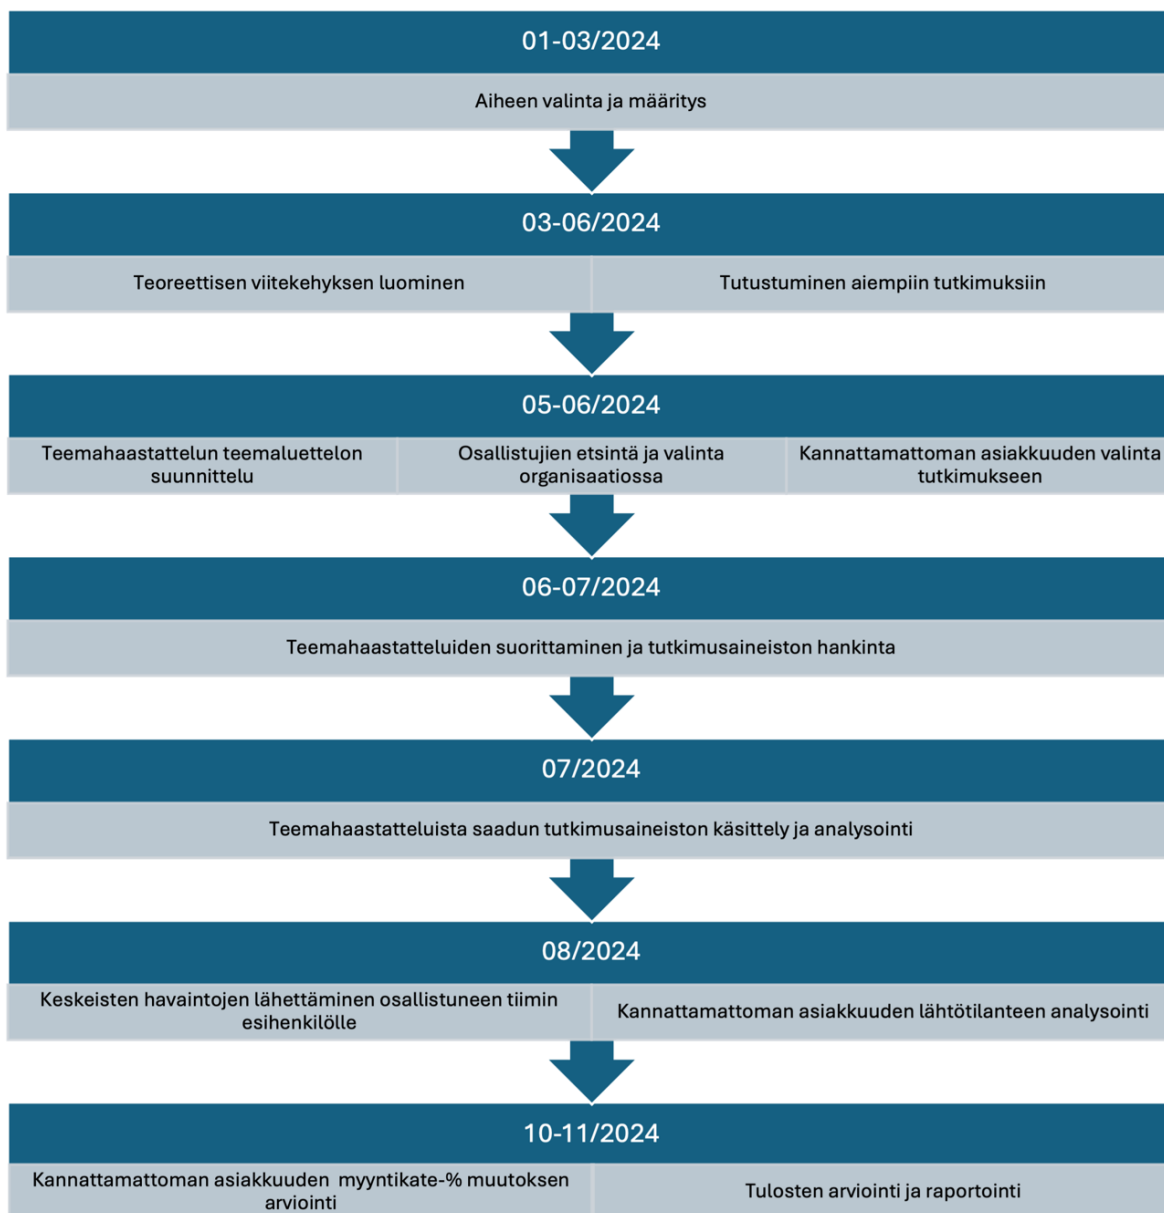 01-03/2024
Aiheen valinta ja määritys
03-06/2024
Teoreettisen viitekehyksen luominen
Tutustuminen aiempiin tutkimuksiin
05-06/2024
Teemahaastattelun teemaluettelon
suunnittelu
Osallistujien etsintä ja valinta
organisaatiossa
Kannattamattoman asiakkuuden valinta
tutkimukseen
06-07/2024
Teemahaastatteluiden suorittaminen ja tutkimusaineiston hankinta
07/2024
Teemahaastatteluista saadun tutkimusaineiston käsittely ja analysointi
08/2024
Keskeisten havaintojen lähettäminen osallistuneen tiimin
esihenkilölle
Kannattamattoman asiakkuuden lähtötilanteen analysointi
10-11/2024
Kannattamattoman asiakkuuden myyntikate-% muutoksen
arviointi
Tulosten arviointi ja raportointi